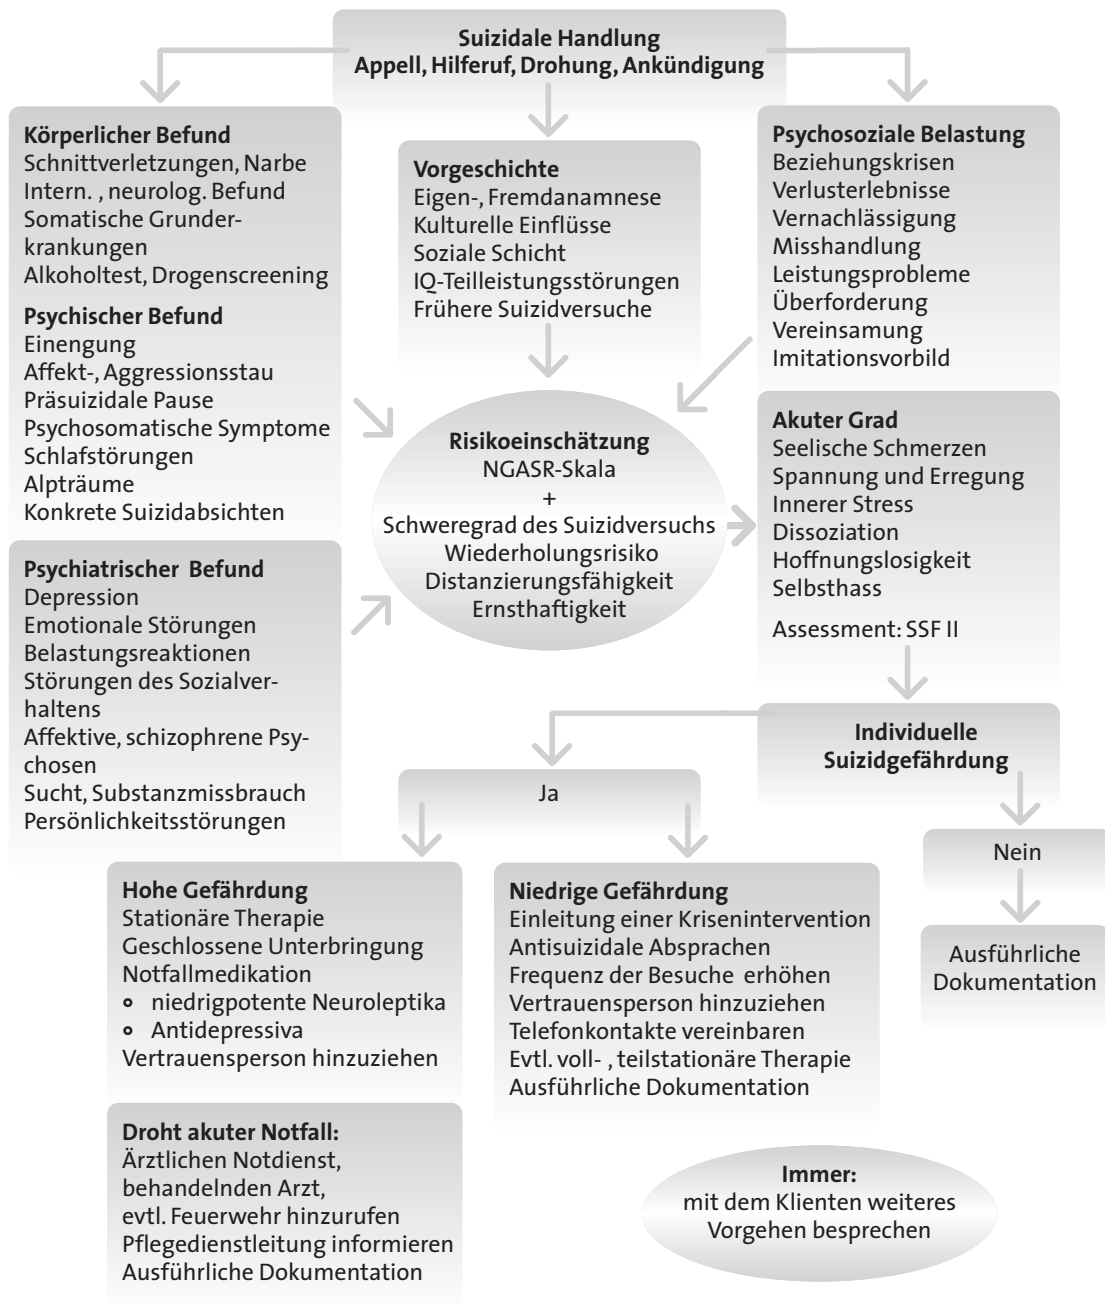 Suizidale Handlung
Appell, Hilferuf, Drohung, Ankündigung
Körperlicher Befund
Schnittverletzungen, Narbe
Intern. , neurolog. Befund
Somatische Grunder-
krankungen
Alkoholtest, Drogenscreening
Psychischer Befund
Einengung
Affekt-, Aggressionsstau
Präsuizidale Pause
Psychosomatische Symptome
Schlafstörungen
Alpträume
Konkrete Suizidabsichten
Psychiatrischer Befund
Depression
Emotionale Störungen
Belastungsreaktionen
Störungen des Sozialver-
haltens
Affektive, schizophrene Psy-
chosen
Sucht, Substanzmissbrauch
Persönlichkeitsstörungen
Vorgeschichte
Eigen-, Fremdanamnese
Kulturelle Einflüsse
Soziale Schicht
IQ-Teilleistungsstörungen
Frühere Suizidversuche
Psychosoziale Belastung
Beziehungskrisen
Verlusterlebnisse
Vernachlässigung
Misshandlung
Leistungsprobleme
Überforderung
Vereinsamung
Imitationsvorbild
Risikoeinschätzung
NGASR-Skala
+
Schweregrad des Suizidversuchs
Wiederholungsrisiko
Distanzierungsfähigkeit
Ernsthaftigkeit
Akuter Grad
Seelische Schmerzen
Spannung und Erregung
Innerer Stress
Dissoziation
Hoffnungslosigkeit
Selbsthass
Assessment: SSF II
Individuelle
Suizidgefährdung
Ja
Nein
Hohe Gefährdung
Stationäre Therapie
Geschlossene Unterbringung
Notfallmedikation
° niedrigpotente Neuroleptika
° Antidepressiva
Vertrauensperson hinzuziehen
Niedrige Gefährdung
Einleitung einer Krisenintervention
Antisuizidale Absprachen
Frequenz der Besuche erhöhen
Vertrauensperson hinzuziehen
Telefonkontakte vereinbaren
Evtl. voll- , teilstationäre Therapie
Ausführliche Dokumentation
Ausführliche
Dokumentation
Droht akuter Notfall:
Ärztlichen Notdienst,
behandelnden Arzt,
evtl. Feuerwehr hinzurufen
Pflegedienstleitung informieren
Ausführliche Dokumentation
Immer:
mit dem Klienten weiteres
Vorgehen besprechen